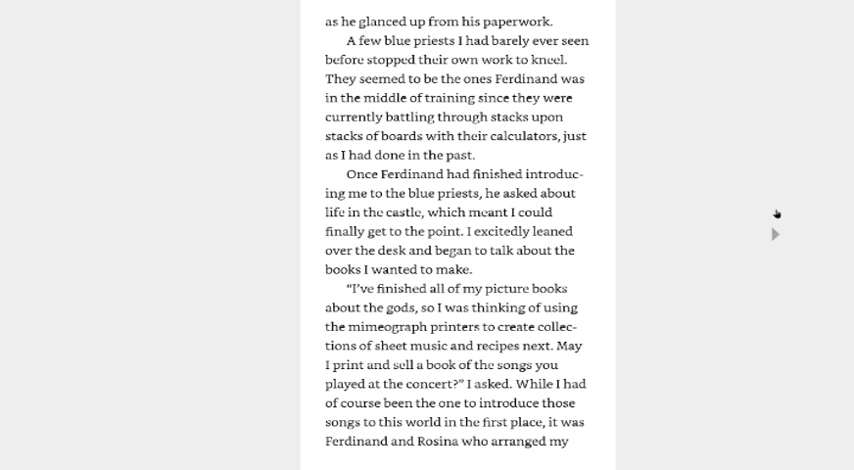 as he glanced up from his paperwork.
A few blue priests I had barely ever seen
before stopped their own work to kneel.
They seemed to be the ones Ferdinand was
in the middle of training since they were
currently battling through stacks upon
stacks of boards with their calculators, just
as I had done in the past.
Once Ferdinand had finished introduc-
ing me to the blue priests, he asked about
life in the castle, which meant I could
finally get to the point. I excitedly leaned
over the desk and began to talk about the
books I wanted to make.
“I’ve finished all of my picture books
about the gods, so I was thinking of using
the mimeograph printers to create collec-
tions of sheet music and recipes next. May
I print and sell a book of the songs you
played at the concert?” I asked. While I had
of course been the one to introduce those
songs to this world in the first place, it was
Ferdinand and Rosina who arranged my